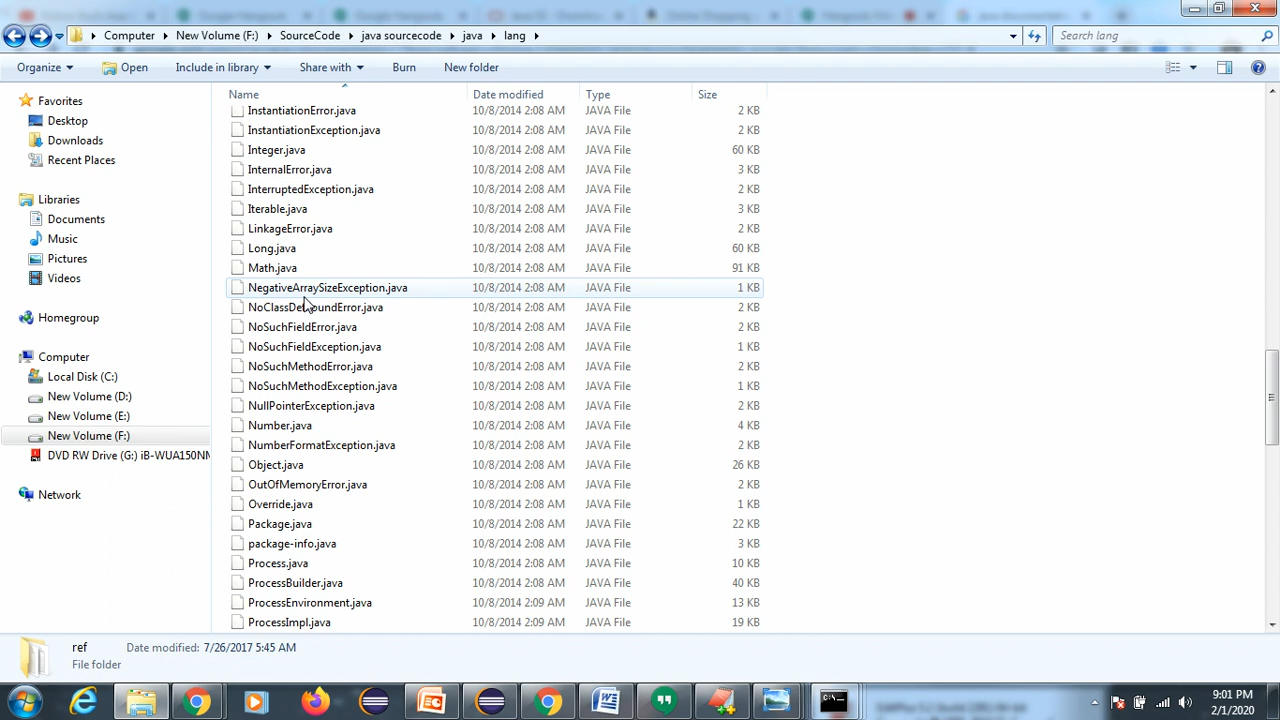 Computer New Volume (F:) SourceCode java sourcecode java lang
Search lang
Organize Open Include in library Share with Burn New folder
Name Date modified Type Size
Favorites
Desktop
Downloads
Recent Places
Libraries
Documents
Music
Pictures
Videos
Homegroup
Computer
Local Disk (C:)
New Volume (D:)
New Volume (E:)
New Volume (F:)
DVD RW Drive (G:) iB-WUA150NM
Network
InstantiationError.java 10/8/2014 2:08 AM JAVA File 2 KB
InstantiationException.java 10/8/2014 2:08 AM JAVA File 2 KB
Integer.java 10/8/2014 2:08 AM JAVA File 60 KB
InternalError.java 10/8/2014 2:08 AM JAVA File 3 KB
InterruptedException.java 10/8/2014 2:08 AM JAVA File 2 KB
Iterable.java 10/8/2014 2:08 AM JAVA File 3 KB
LinkageError.java 10/8/2014 2:08 AM JAVA File 2 KB
Long.java 10/8/2014 2:08 AM JAVA File 60 KB
Math.java 10/8/2014 2:08 AM JAVA File 91 KB
NegativeArraySizeException.java 10/8/2014 2:08 AM JAVA File 1 KB
NoClassDefFoundError.java 10/8/2014 2:08 AM JAVA File 2 KB
NoSuchFieldError.java 10/8/2014 2:08 AM JAVA File 2 KB
NoSuchFieldException.java 10/8/2014 2:08 AM JAVA File 1 KB
NoSuchMethodError.java 10/8/2014 2:08 AM JAVA File 2 KB
NoSuchMethodException.java 10/8/2014 2:08 AM JAVA File 1 KB
NullPointerException.java 10/8/2014 2:08 AM JAVA File 2 KB
Number.java 10/8/2014 2:08 AM JAVA File 4 KB
NumberFormatException.java 10/8/2014 2:08 AM JAVA File 2 KB
Object.java 10/8/2014 2:08 AM JAVA File 26 KB
OutOfMemoryError.java 10/8/2014 2:08 AM JAVA File 2 KB
Override.java 10/8/2014 2:08 AM JAVA File 1 KB
Package.java 10/8/2014 2:08 AM JAVA File 22 KB
package-info.java 10/8/2014 2:08 AM JAVA File 3 KB
Process.java 10/8/2014 2:08 AM JAVA File 10 KB
ProcessBuilder.java 10/8/2014 2:08 AM JAVA File 40 KB
ProcessEnvironment.java 10/8/2014 2:09 AM JAVA File 13 KB
ProcessImpl.java 10/8/2014 2:09 AM JAVA File 19 KB
ref Date modified: 7/26/2017 5:45 AM
File folder
9:01 PM
2/1/2020